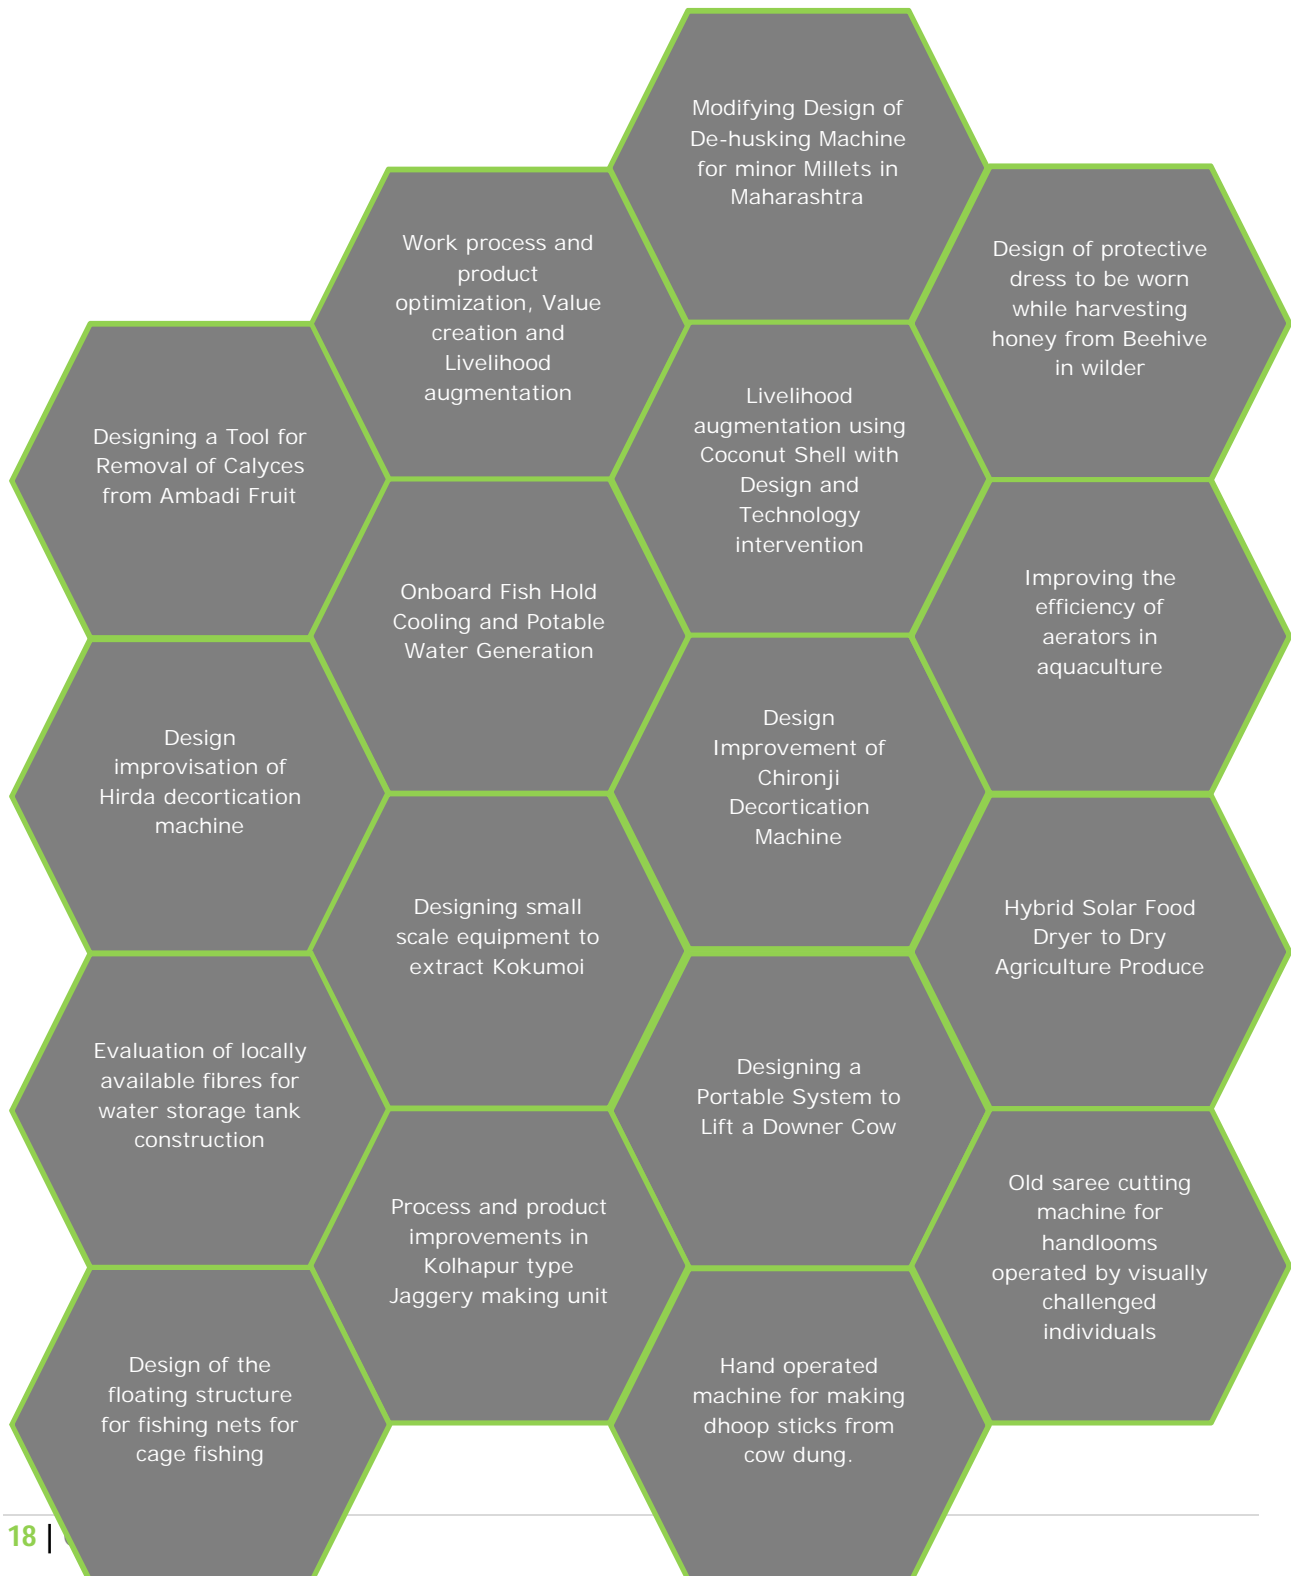 Modifying Design of
De-husking Machine
for minor Millets in
Maharashtra
Work process and
product
optimization, Value
creation and
Livelihood
augmentation
Design of protective
dress to be worn
while harvesting
honey from Beehive
in wilder
Designing a Tool for
Removal of Calyces
from Ambadi Fruit
Livelihood
augmentation using
Coconut Shell with
Design and
Technology
intervention
Onboard Fish Hold
Cooling and Potable
Water Generation
Improving the
efficiency of
aerators in
aquaculture
Design
improvisation of
Hirda decortication
machine
Design
Improvement of
Chironji
Decortication
Machine
Designing small
scale equipment to
extract Kokumoi
Hybrid Solar Food
Dryer to Dry
Agriculture Produce
Evaluation of locally
available fibres for
water storage tank
construction
Designing a
Portable System to
Lift a Downer Cow
Process and product
improvements in
Kolhapur type
Jaggery making unit
Old saree cutting
machine for
handlooms
operated by visually
challenged
individuals
Design of the
floating structure
for fishing nets for
cage fishing
Hand operated
machine for making
dhoop sticks from
cow dung.
18 |